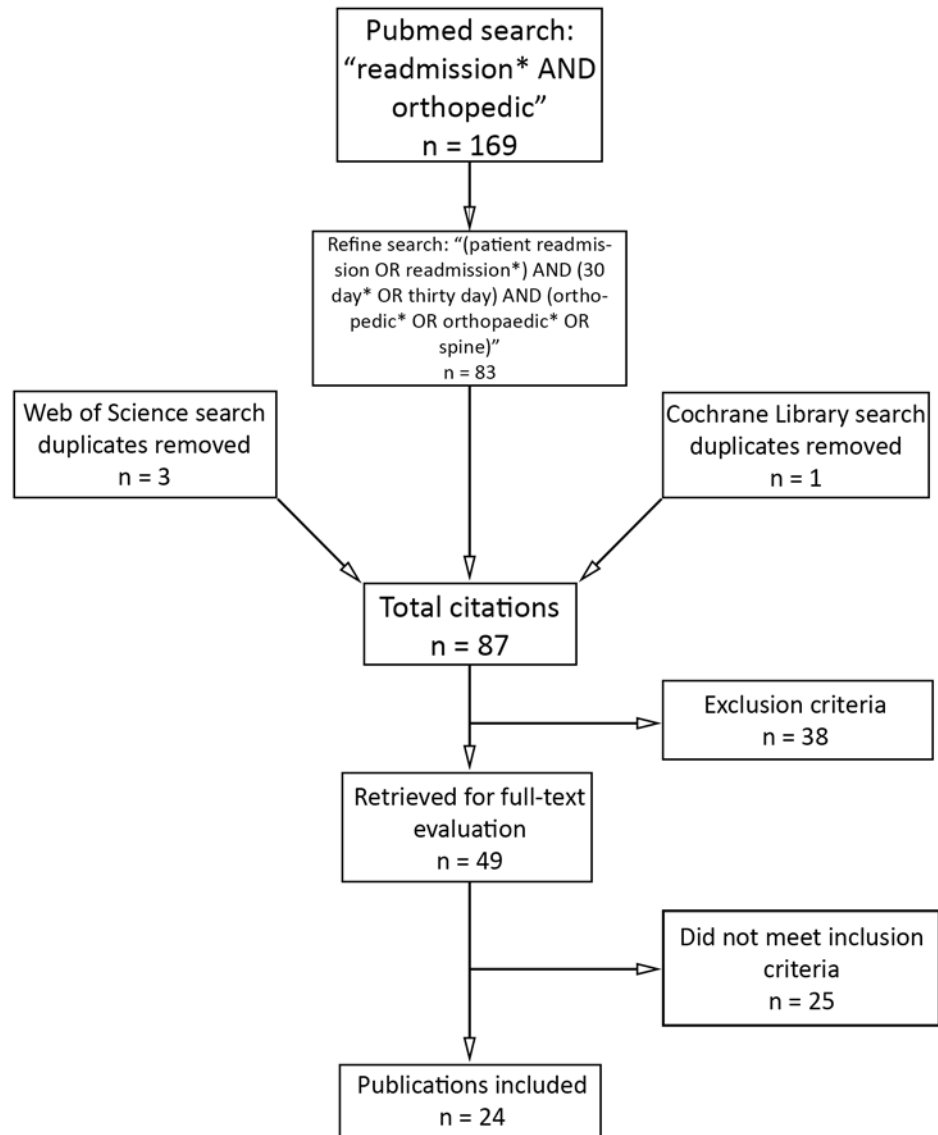 Pubmed search:
“readmission* AND
orthopedic”
n = 169
Refine search: “(patient readmis-
sion OR readmission*) AND (30
day* OR thirty day) AND (ortho-
pedic* OR orthopaedic* OR
spine)”
n = 83
Web of Science search
duplicates removed
n = 3
Cochrane Library search
duplicates removed
n = 1
Total citations
n = 87
Exclusion criteria
n = 38
Retrieved for full-text
evaluation
n = 49
Did not meet inclusion
criteria
n = 25
Publications included
n = 24